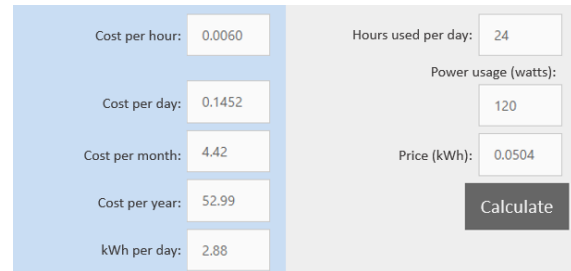 Cost per hour: 0.0060
Cost per day: 0.1452
Cost per month: 4.42
Cost per year: 52.99
kWh per day: 2.88
Hours used per day: 24
Power usage (watts):
120
Price (kWh): 0.0504
Calculate